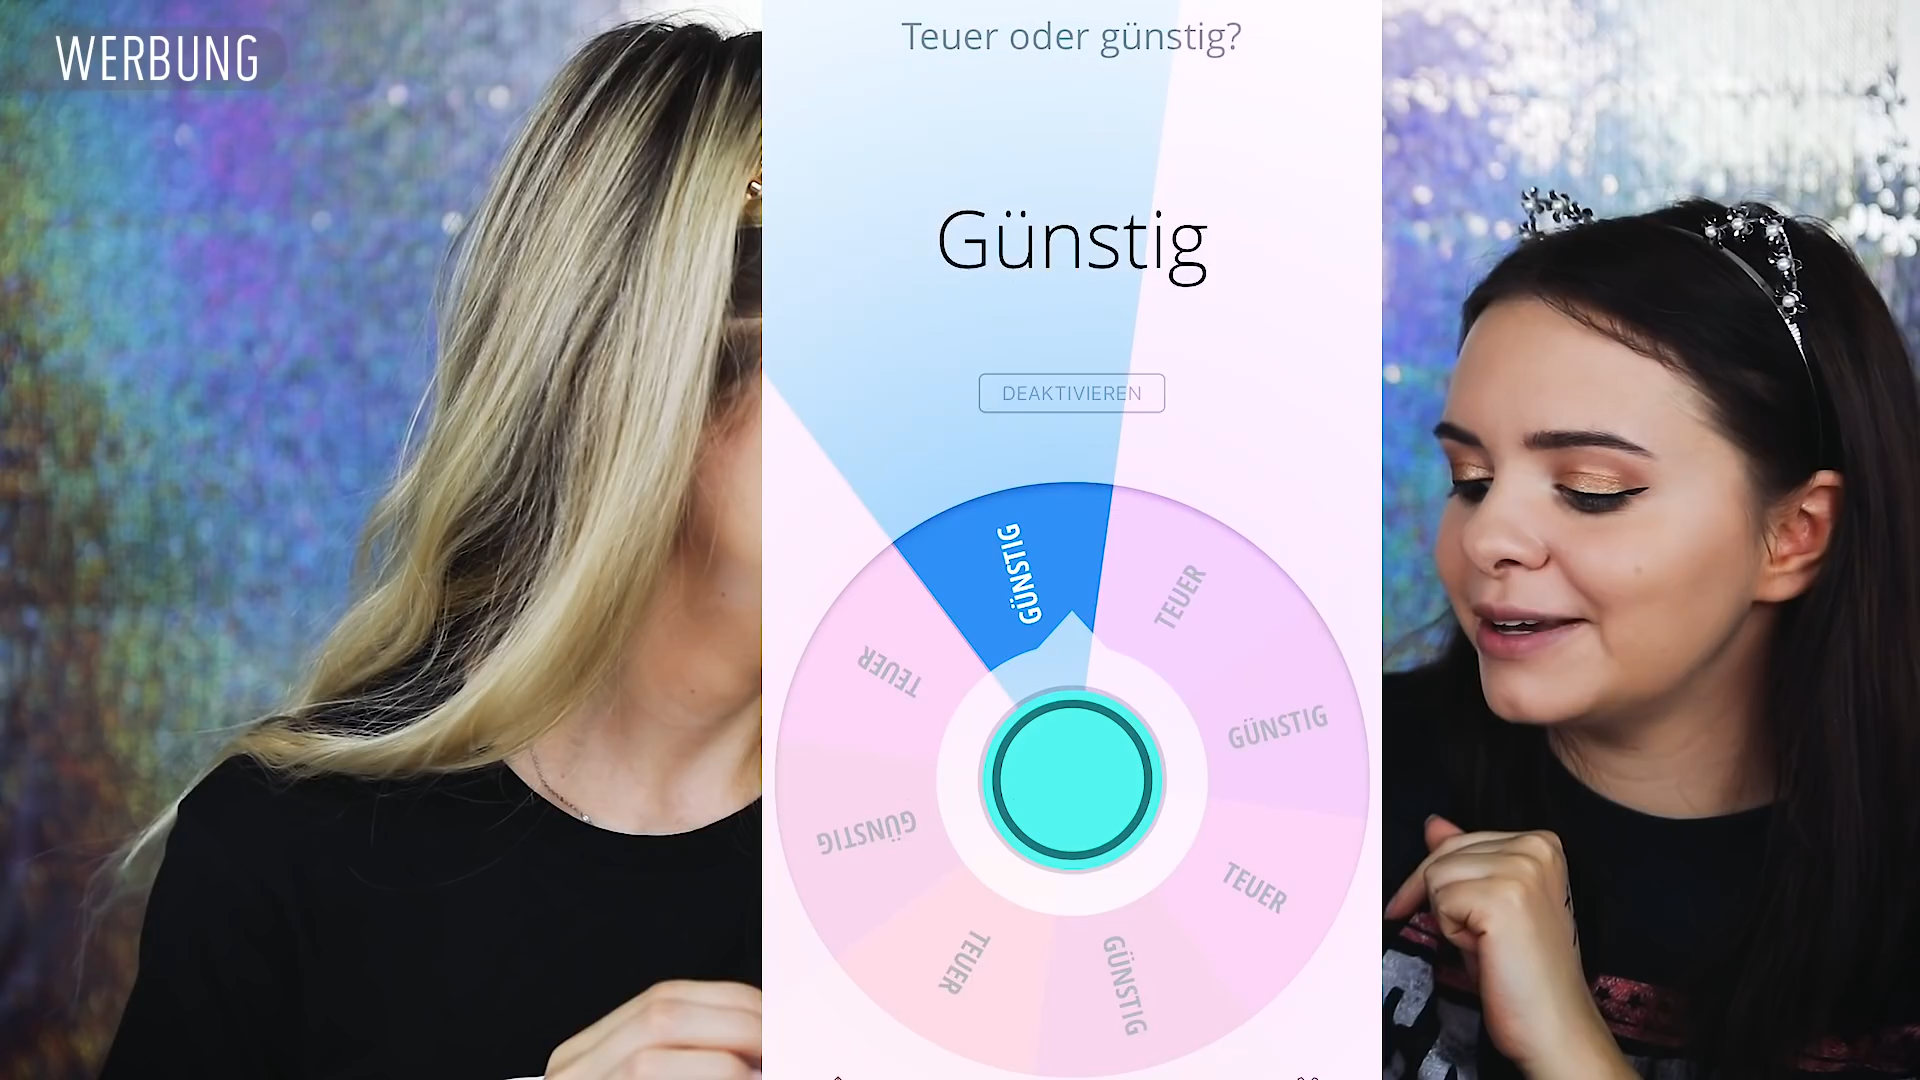 WERBUNG
Teuer oder günstig?
Günstig
DEAKTIVIEREN
GÜNSTIG
TEUER
TEUER
GÜNSTIG
GÜNSTIG
TEUER
TEUER
GÜNSTIG